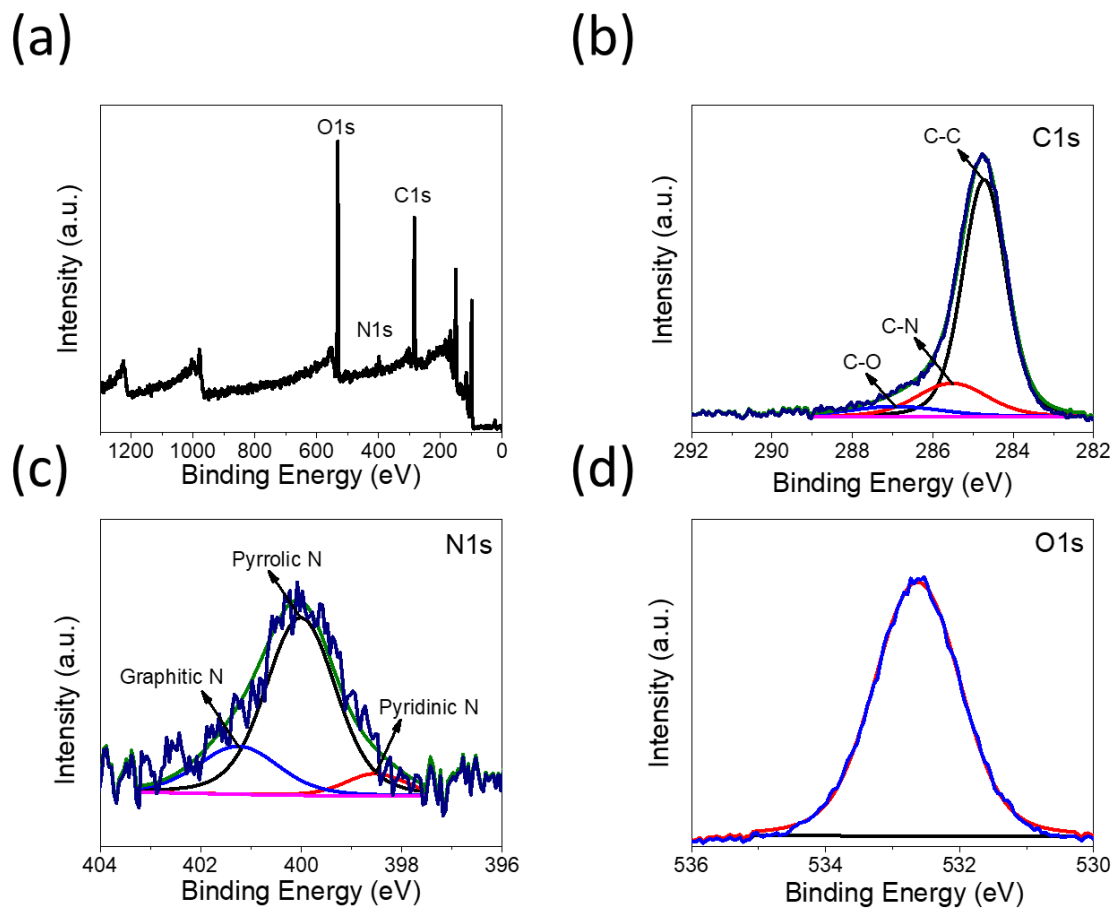 (a)
O1s
C1s
N1s
Intensity (a.u.)
1200 1000 800 600 400 200 0
Binding Energy (eV)
(b)
C1s
C-C
C-N
C-O
Intensity (a.u.)
292 290 288 286 284 282
Binding Energy (eV)
(c)
N1s
Pyrrolic N
Graphitic N
Pyridinic N
Intensity (a.u.)
404 402 400 398 396
Binding Energy (eV)
(d)
O1s
Intensity (a.u.)
536 534 532 530
Binding Energy (eV)